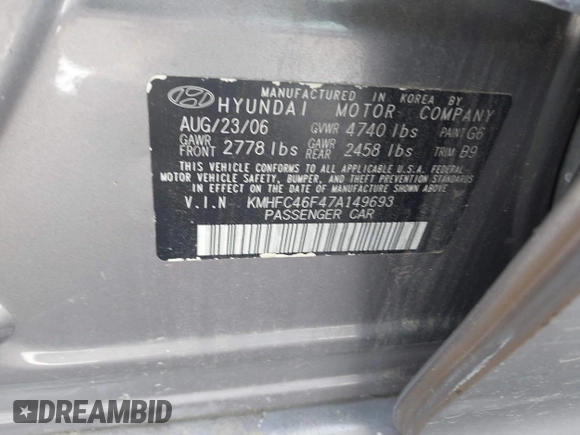 MANUFACTURED IN KOREA BY
HYUNDAI MOTOR COMPANY
AUG/23/06 GVWR 4740 lbs PAINT G6
GAWR FRONT 2778 lbs GAWR REAR 2458 lbs TRIM B9
THIS VEHICLE CONFORMS TO ALL APPLICABLE U.S.A. FEDERAL
MOTOR VEHICLE SAFETY, BUMPER, AND THEFT PREVENTION STANDARDS
IN EFFECT ON THE DATE OF MANUFACTURE SHOWN ABOVE.
V.I.N KMHFC46F47A149693
PASSENGER CAR
DREAMBID